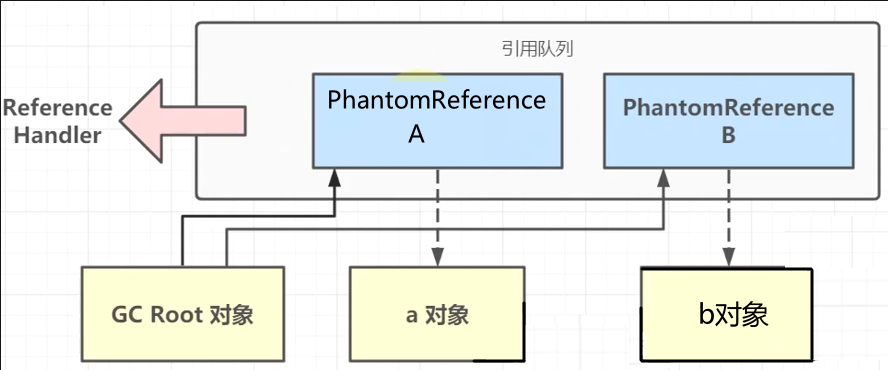 引用队列
PhantomReference
A
PhantomReference
B
Reference
Handler
GC Root 对象
a 对象
b对象